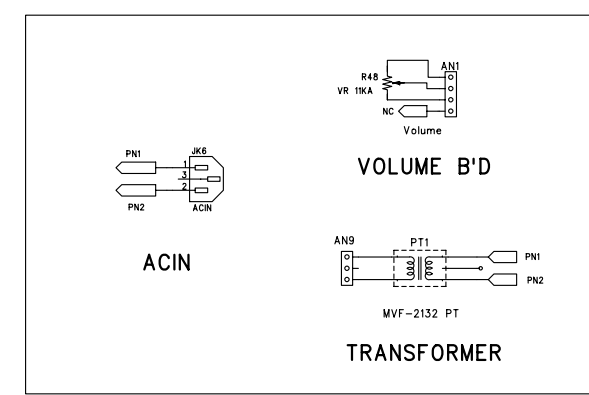 AN1
R48
VR 11KA
NC
Volume
VOLUME B'D
JK6
PN1
1
3
2
PN2
ACIN
ACIN
AN9
PT1
PN1
PN2
MVF-2132 PT
TRANSFORMER